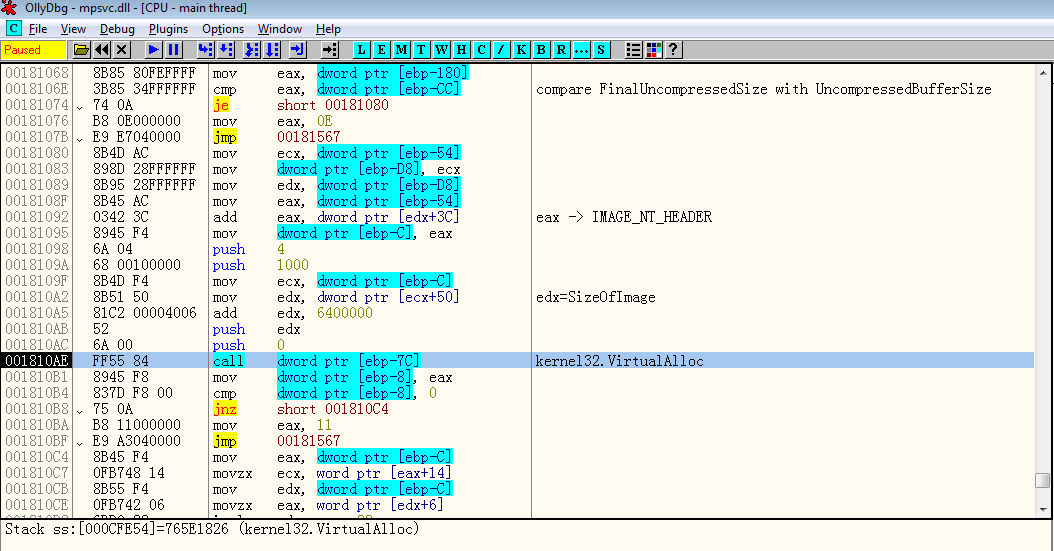 OllyDbg - mpsvc.dll - [CPU - main thread]
C File View Debug Plugins Options Window Help
Paused L E M T W H C / K B R ... S ?
00181068 8B85 80FEFFFF mov eax, dword ptr [ebp-180]
0018106E 3B85 34FFFFFF cmp eax, dword ptr [ebp-CC] compare FinalUncompressedSize with UncompressedBufferSize
00181074 74 0A je short 00181080
00181076 B8 0E000000 mov eax, 0E
0018107B E9 E7040000 jmp 00181567
00181080 8B4D AC mov ecx, dword ptr [ebp-54]
00181083 898D 28FFFFFF mov dword ptr [ebp-D8], ecx
00181089 8B95 28FFFFFF mov edx, dword ptr [ebp-D8]
0018108F 8B45 AC mov eax, dword ptr [ebp-54]
00181092 0342 3C add eax, dword ptr [edx+3C] eax -> IMAGE_NT_HEADER
00181095 8945 F4 mov dword ptr [ebp-C], eax
00181098 6A 04 push 4
0018109A 68 00100000 push 1000
0018109F 8B4D F4 mov ecx, dword ptr [ebp-C]
001810A2 8B51 50 mov edx, dword ptr [ecx+50] edx=SizeOfImage
001810A5 81C2 00004006 add edx, 6400000
001810AB 52 push edx
001810AC 6A 00 push 0
001810AE FF55 84 call dword ptr [ebp-7C] kernel32.VirtualAlloc
001810B1 8945 F8 mov dword ptr [ebp-8], eax
001810B4 837D F8 00 cmp dword ptr [ebp-8], 0
001810B8 75 0A jnz short 001810C4
001810BA B8 11000000 mov eax, 11
001810BF E9 A3040000 jmp 00181567
001810C4 8B45 F4 mov eax, dword ptr [ebp-C]
001810C7 0FB748 14 movzx ecx, word ptr [eax+14]
001810CB 8B55 F4 mov edx, dword ptr [ebp-C]
001810CE 0FB742 06 movzx eax, word ptr [edx+6]
Stack ss:[000CFE54]=765E1826 (kernel32.VirtualAlloc)